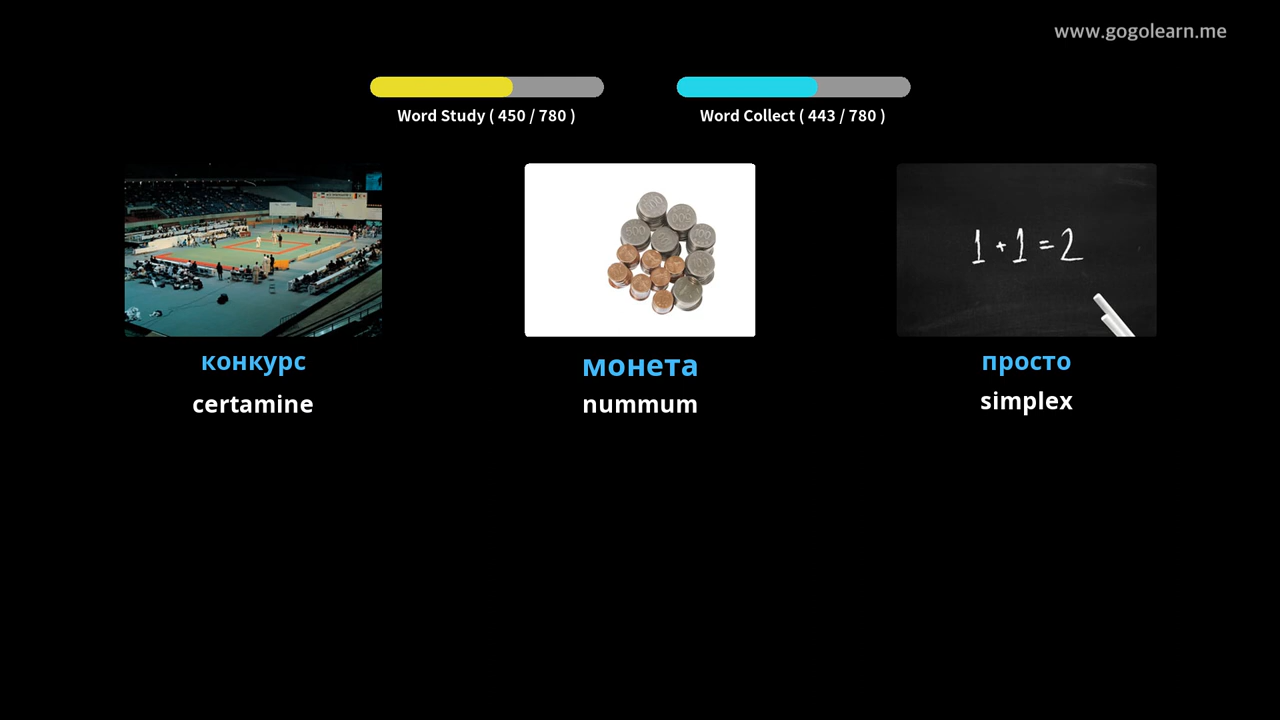 www.gogolearn.me
Word Study ( 450 / 780 )
Word Collect ( 443 / 780 )
1 + 1 = 2
конкурс
монета
просто
certamine
nummum
simplex